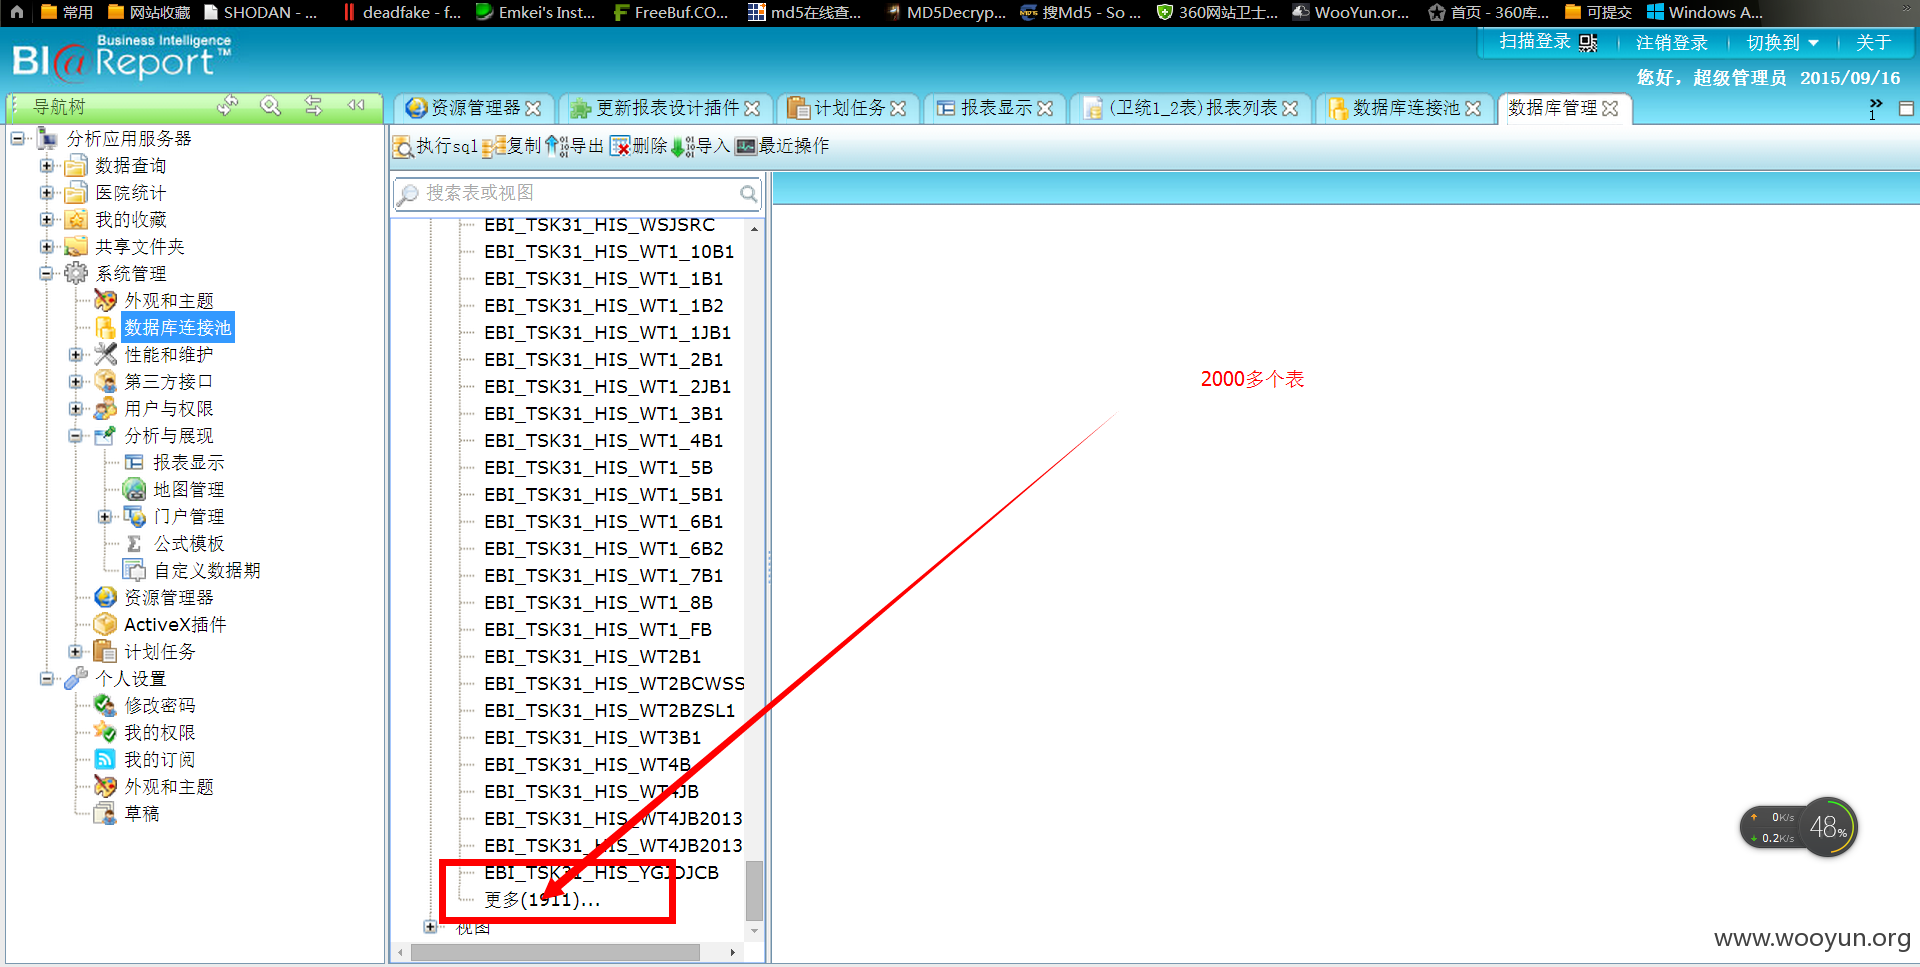 常用 网站收藏 SHODAN - ... deadfake - f... Emkei's Inst... FreeBuf.CO... md5在线查... MD5Decryp... 搜Md5 - So ... 360网站卫士... WooYun.or... 首页 - 360库... 可提交 Windows A...
Business Intelligence
BI@Report™
扫描登录 注销登录 切换到 关于
您好，超级管理员 2015/09/16
导航树
资源管理器 更新报表设计插件 计划任务 报表显示 (卫统1_2表)报表列表 数据库连接池 数据库管理
1
执行sql 复制 导出 删除 导入 最近操作
搜索表或视图
分析应用服务器
数据查询
医院统计
我的收藏
共享文件夹
系统管理
外观和主题
数据库连接池
性能和维护
第三方接口
用户与权限
分析与展现
报表显示
地图管理
门户管理
公式模板
自定义数据期
资源管理器
ActiveX插件
计划任务
个人设置
修改密码
我的权限
我的订阅
外观和主题
草稿
EBI_TSK31_HIS_WSJSRC
EBI_TSK31_HIS_WT1_10B1
EBI_TSK31_HIS_WT1_1B1
EBI_TSK31_HIS_WT1_1B2
EBI_TSK31_HIS_WT1_1JB1
EBI_TSK31_HIS_WT1_2B1
EBI_TSK31_HIS_WT1_2JB1
EBI_TSK31_HIS_WT1_3B1
EBI_TSK31_HIS_WT1_4B1
EBI_TSK31_HIS_WT1_5B
EBI_TSK31_HIS_WT1_5B1
EBI_TSK31_HIS_WT1_6B1
EBI_TSK31_HIS_WT1_6B2
EBI_TSK31_HIS_WT1_7B1
EBI_TSK31_HIS_WT1_8B
EBI_TSK31_HIS_WT1_FB
EBI_TSK31_HIS_WT2B1
EBI_TSK31_HIS_WT2BCWSS
EBI_TSK31_HIS_WT2BZSL1
EBI_TSK31_HIS_WT3B1
EBI_TSK31_HIS_WT4B
EBI_TSK31_HIS_WT4JB
EBI_TSK31_HIS_WT4JB2013
EBI_TSK31_HIS_WT4JB2013
EBI_TSK31_HIS_YGJDJCB
更多(1911)...
视图
2000多个表
0K/s
0.2K/s
48%
www.wooyun.org